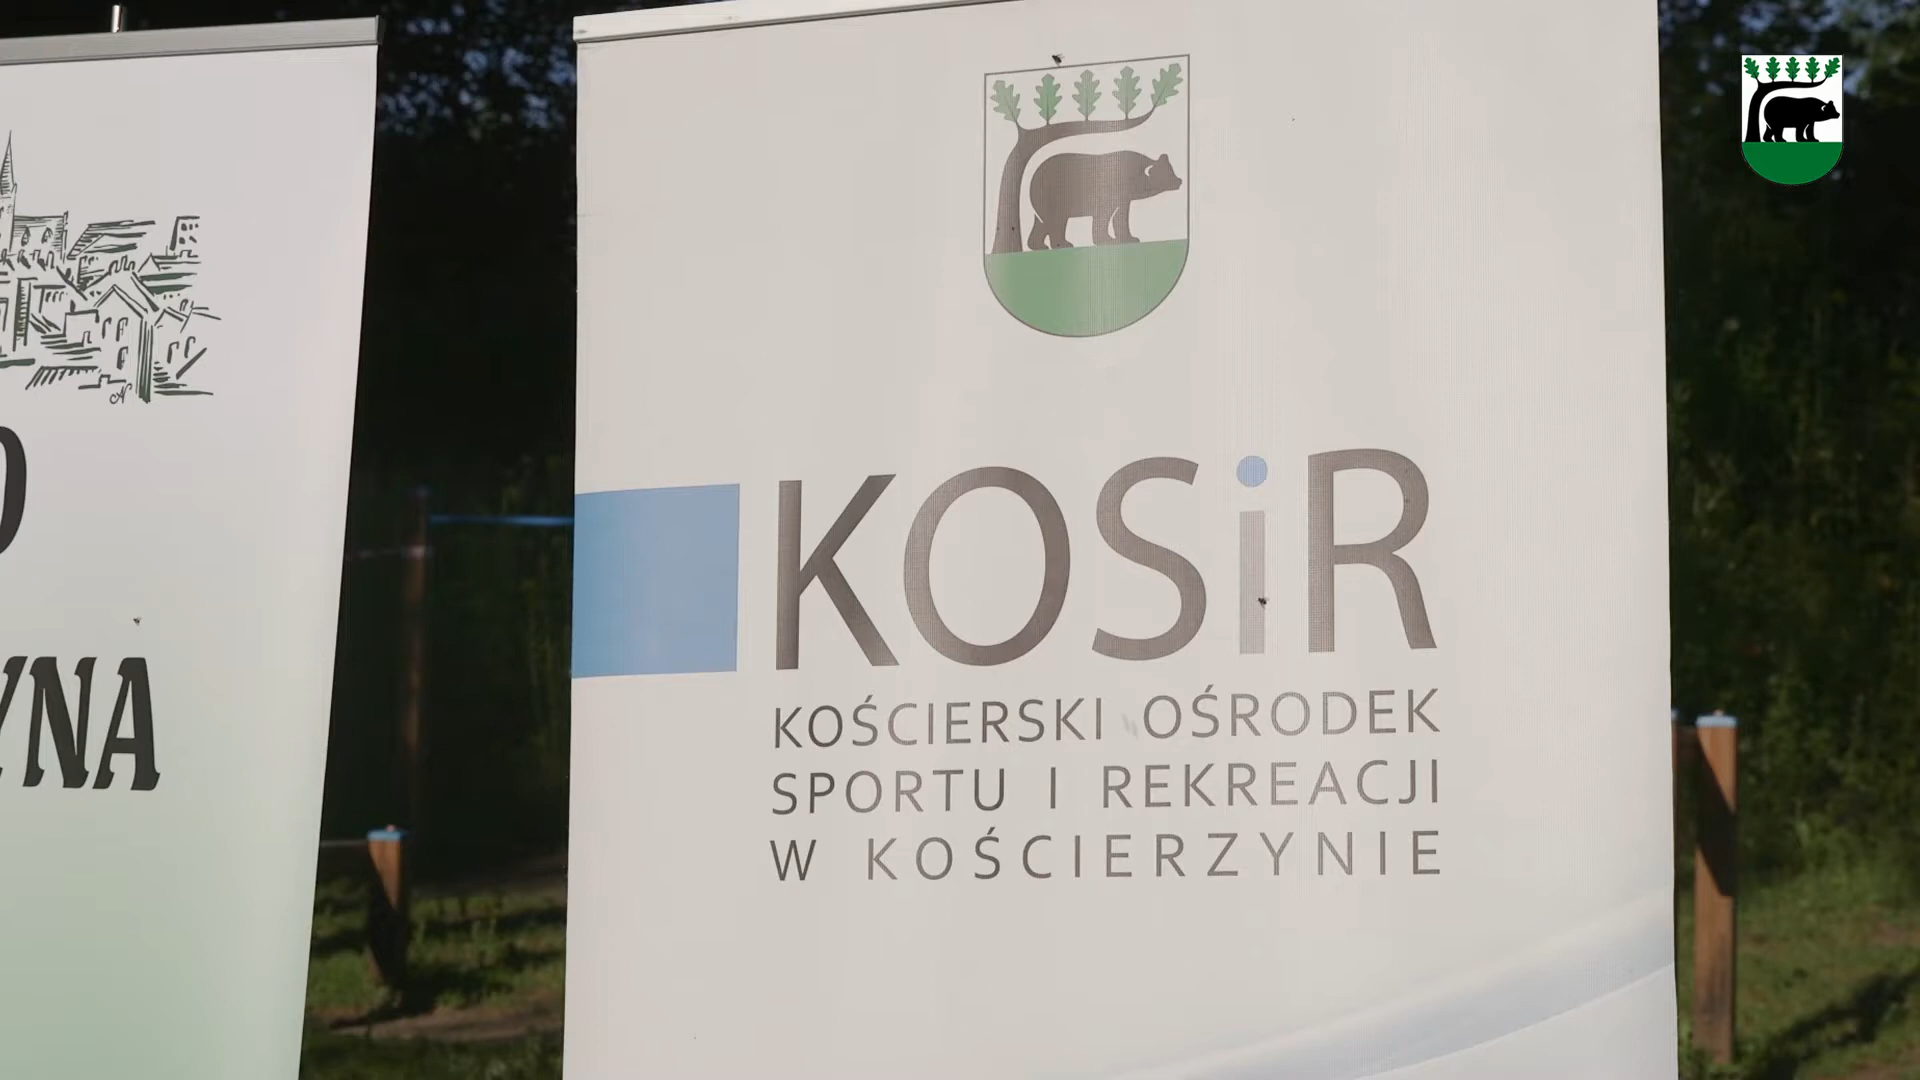 YNA
KOSiR
KOŚCIERSKI OŚRODEK
SPORTU I REKREACJI
W KOŚCIERZYNIE